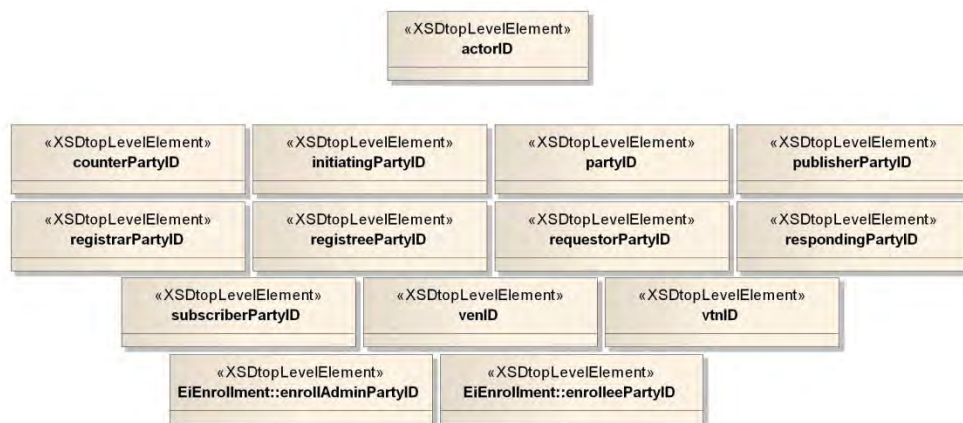 «XSDtopLevelElement»
actorID
«XSDtopLevelElement»
counterPartyID
«XSDtopLevelElement»
initiatingPartyID
«XSDtopLevelElement»
partyID
«XSDtopLevelElement»
publisherPartyID
«XSDtopLevelElement»
registrarPartyID
«XSDtopLevelElement»
registreePartyID
«XSDtopLevelElement»
requestorPartyID
«XSDtopLevelElement»
respondingPartyID
«XSDtopLevelElement»
subscriberPartyID
«XSDtopLevelElement»
venID
«XSDtopLevelElement»
vtnID
«XSDtopLevelElement»
EiEnrollment::enrollAdminPartyID
«XSDtopLevelElement»
EiEnrollment::enrolleePartyID